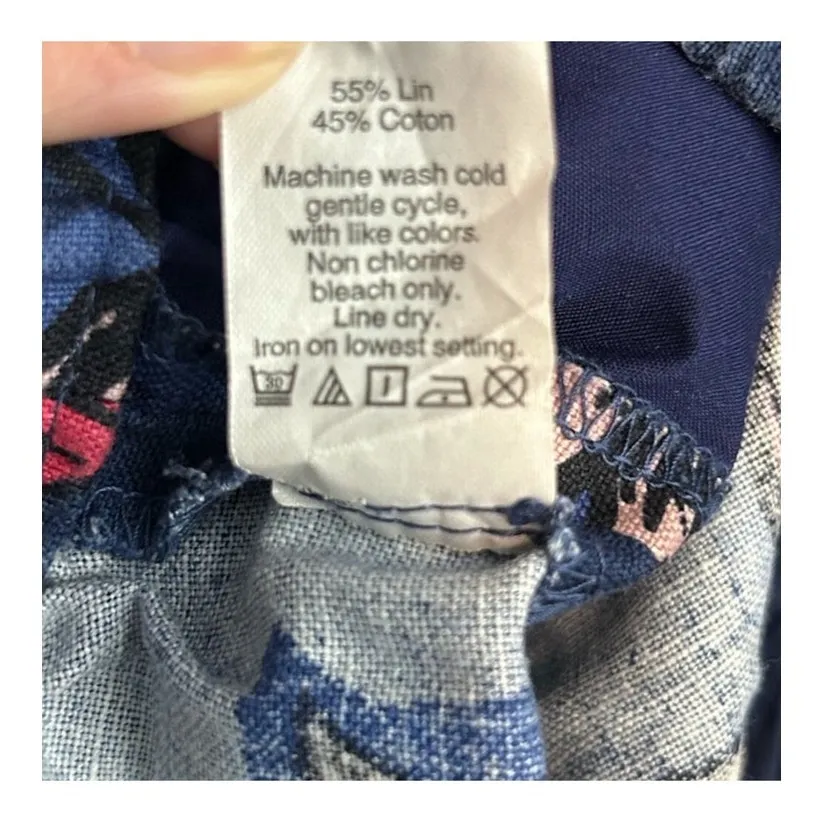 55% Lin
45% Coton
Machine wash cold
gentle cycle,
with like colors.
Non chlorine
bleach only.
Line dry.
Iron on lowest setting.
30